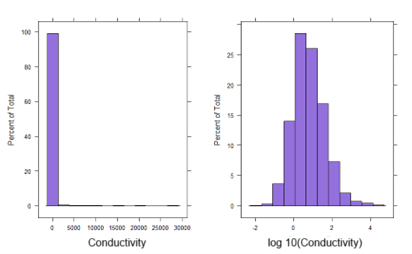 Percent of Total
100
80
60
40
20
0
0 5000 10000 15000 20000 25000 30000
Conductivity
Percent of Total
25
20
15
10
5
0
-2 0 2 4
log 10(Conductivity)